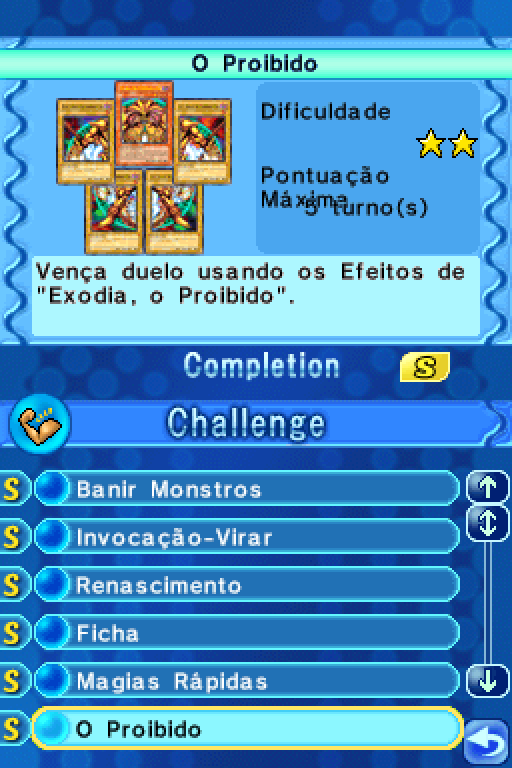 O Proibido
Dificuldade
Pontuação
Máxima
5 turno(s)
Vença duelo usando os Efeitos de
"Exodia, o Proibido".
Completion S
Challenge
S Banir Monstros
S Invocação-Virar
S Renascimento
S Ficha
S Magias Rápidas
S O Proibido